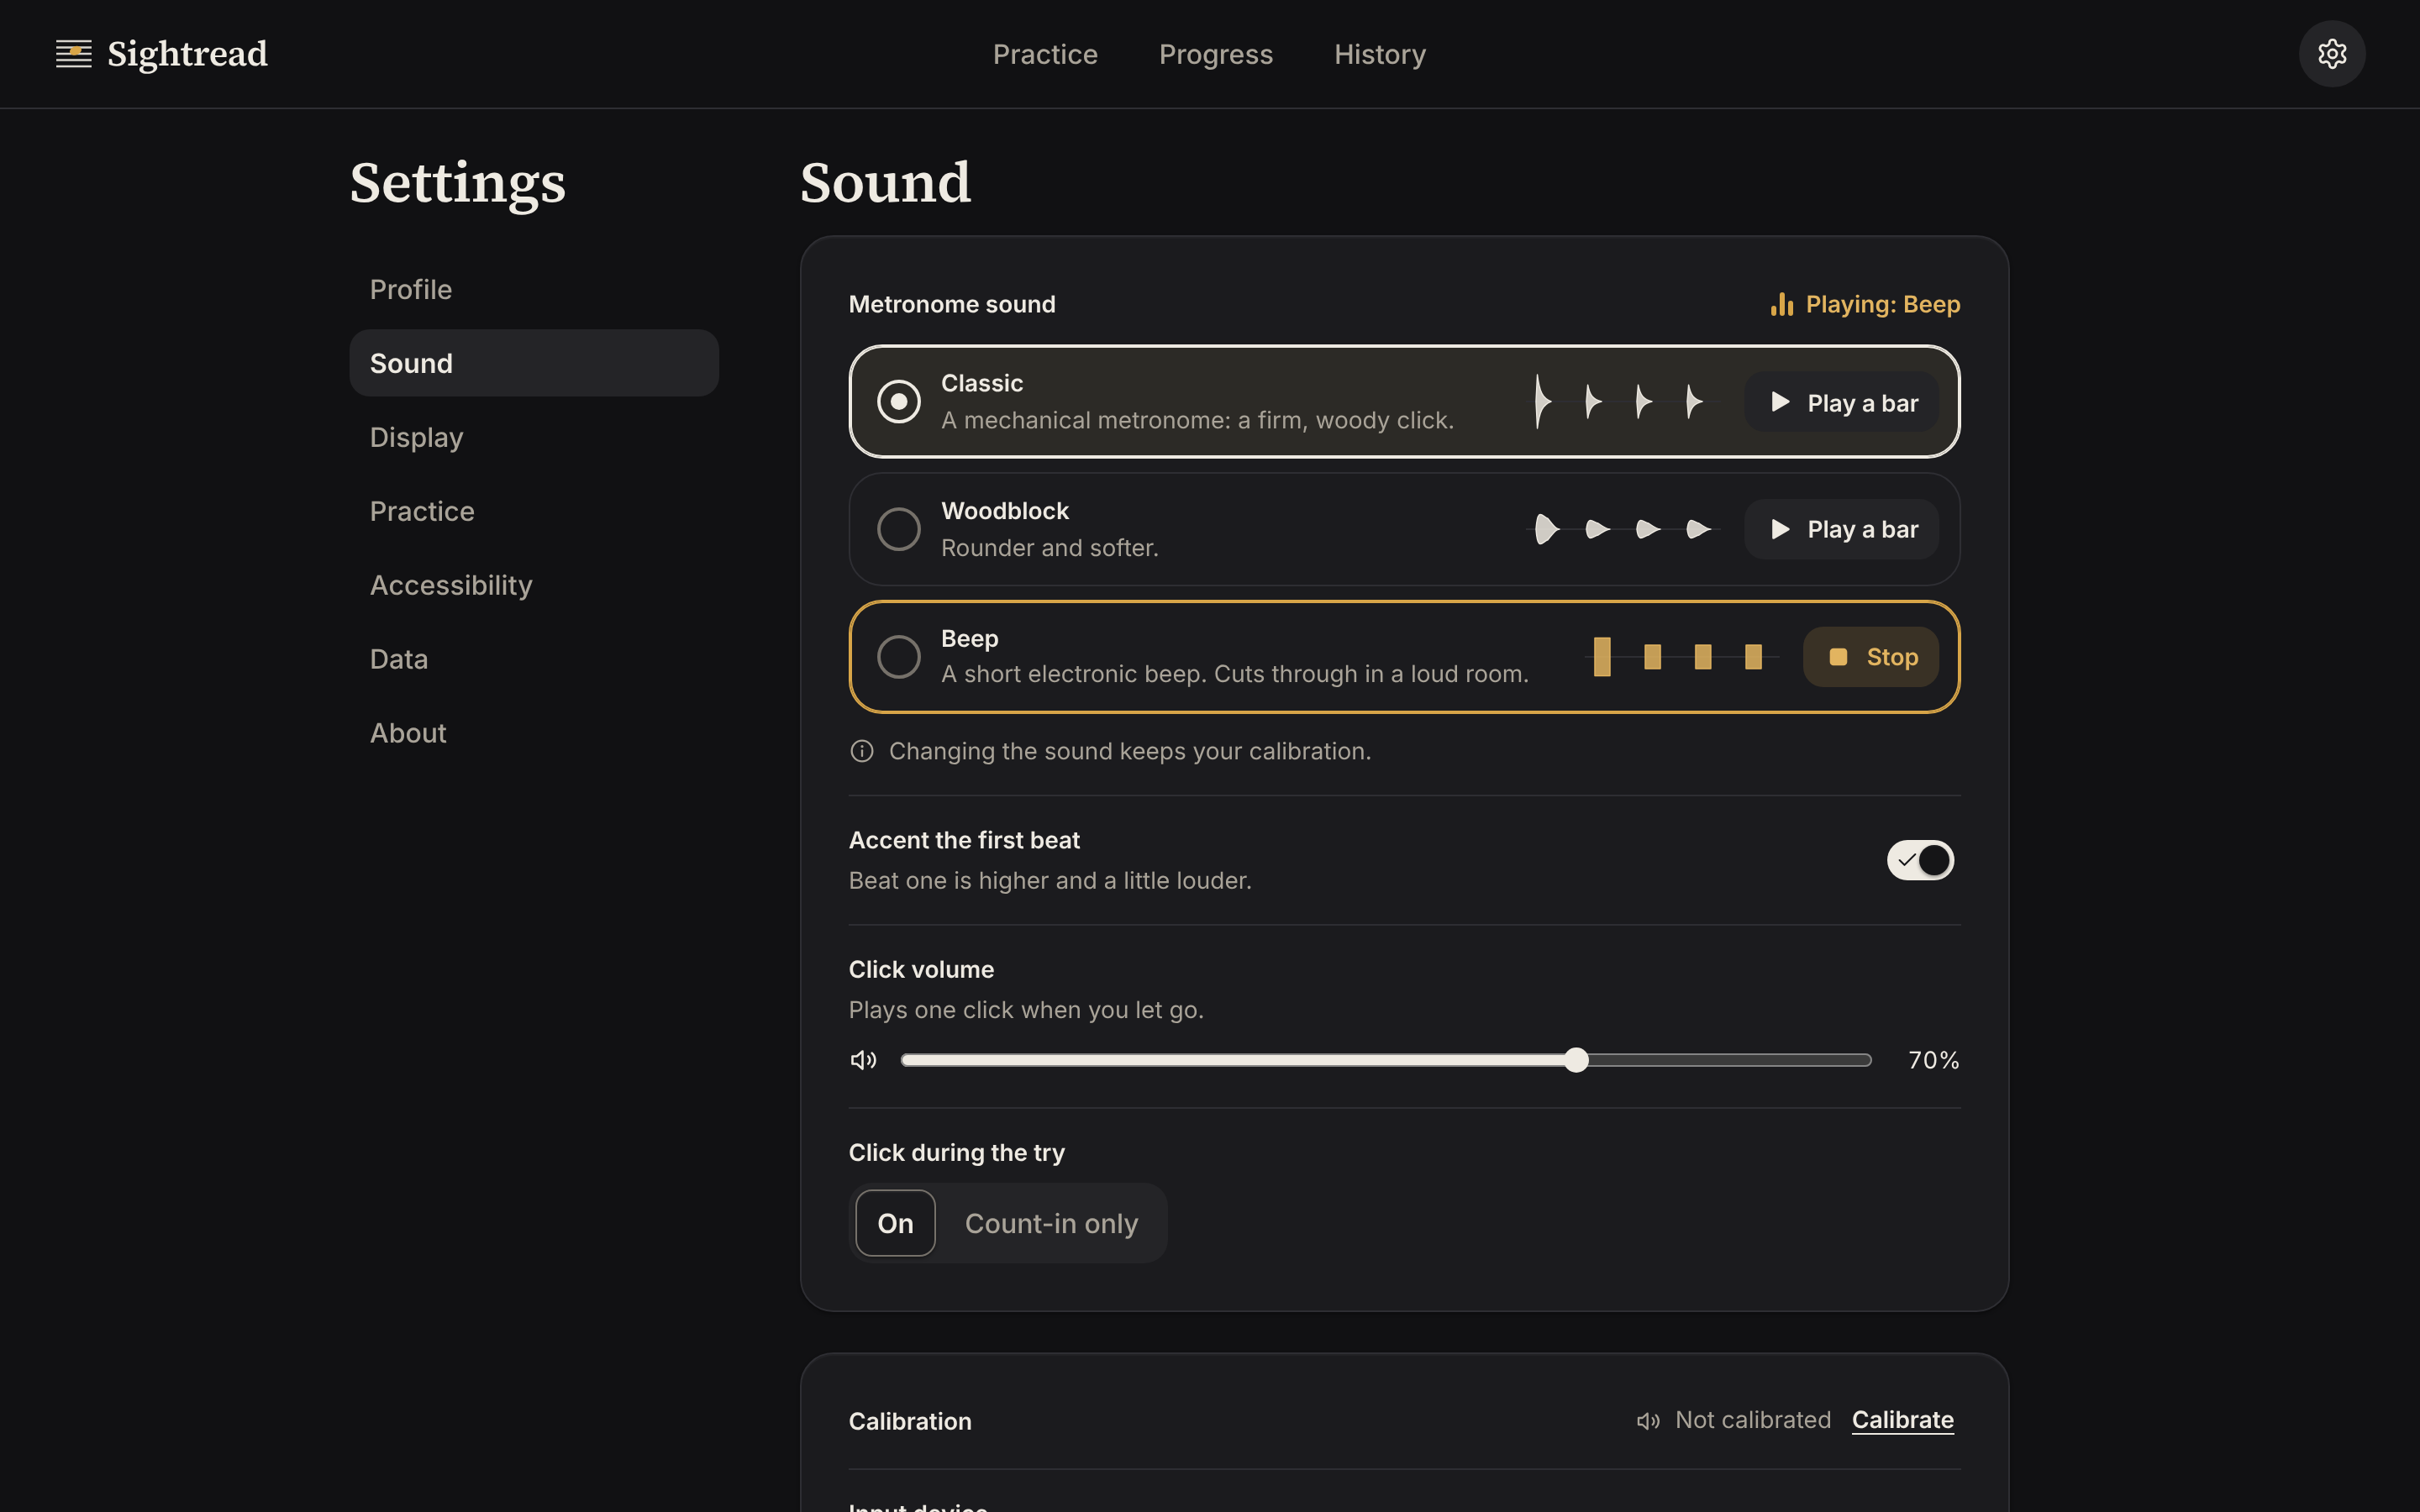 Sightread
Practice
Progress
History
Settings
Profile
Sound
Display
Practice
Accessibility
Data
About
Sound
Metronome sound
Playing: Beep
Classic
A mechanical metronome: a firm, woody click.
Play a bar
Woodblock
Rounder and softer.
Play a bar
Beep
A short electronic beep. Cuts through in a loud room.
Stop
Changing the sound keeps your calibration.
Accent the first beat
Beat one is higher and a little louder.
Click volume
Plays one click when you let go.
70%
Click during the try
On
Count-in only
Calibration
Not calibrated
Calibrate
Input device